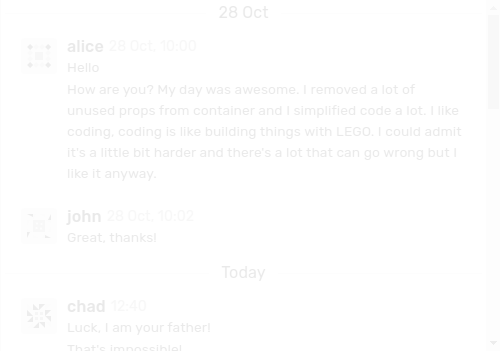 28 Oct
alice 28 Oct, 10:00
Hello
How are you? My day was awesome. I removed a lot of
unused props from container and I simplified code a lot. I like
coding, coding is like building things with LEGO. I could admit
it's a little bit harder and there's a lot that can go wrong but I
like it anyway.
john 28 Oct, 10:02
Great, thanks!
Today
chad 12:40
Luck, I am your father!
That's impossible!